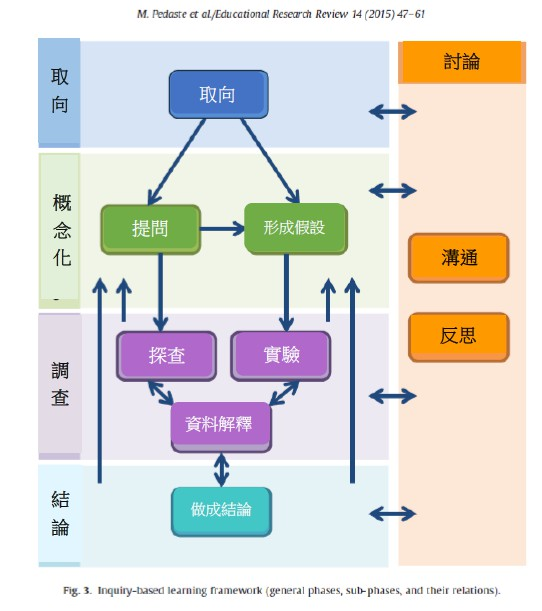 M. Pedaste et al./Educational Research Review 14 (2015) 47–61
取向
取向
討論
概念化
提問
形成假設
溝通
反思
調查
探查
實驗
資料解釋
結論
做成結論
Fig. 3. Inquiry-based learning framework (general phases, sub-phases, and their relations).